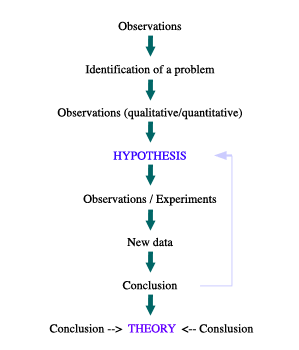 Observations
Identification of a problem
Observations (qualitative/quantitative)
HYPOTHESIS
Observations / Experiments
New data
Conclusion
Conclusion --> THEORY <-- Conslusion